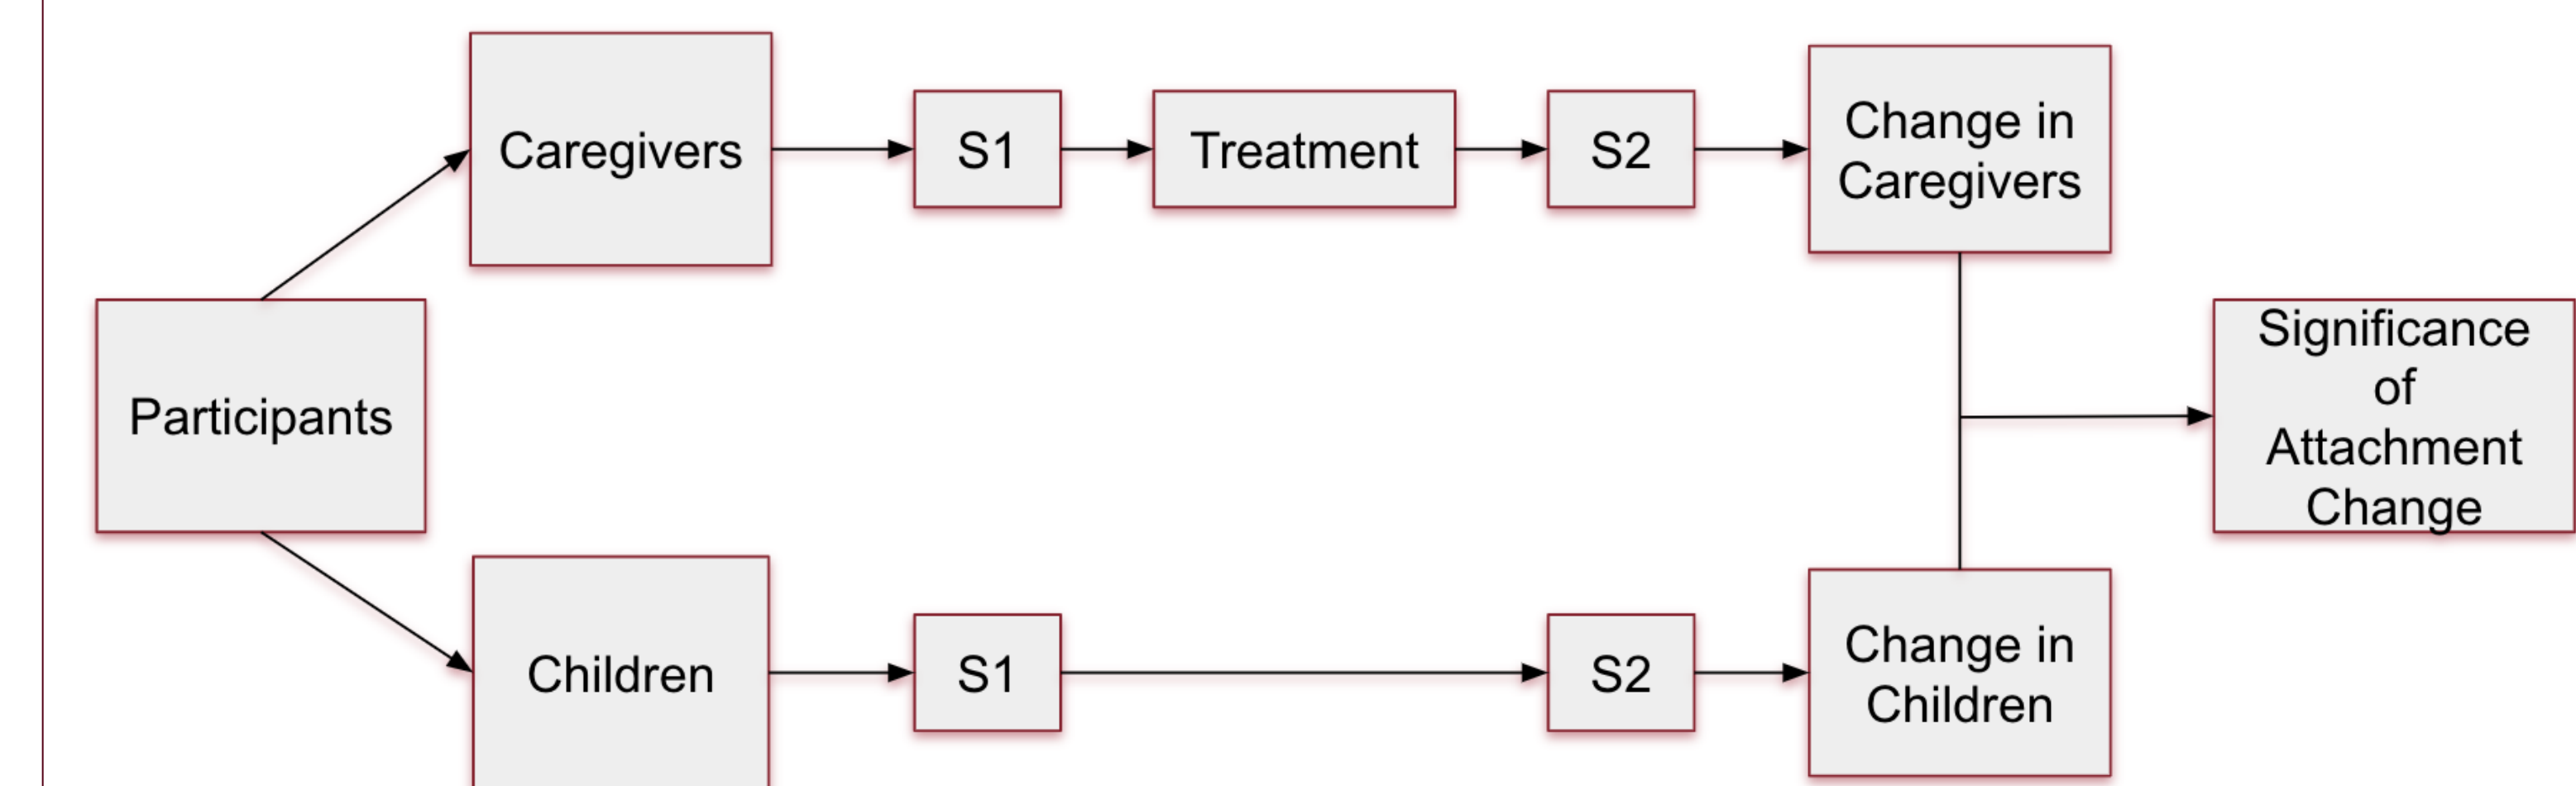 Caregivers
S1
Treatment
S2
Change in
Caregivers
Participants
Significance
of
Attachment
Change
Children
S1
S2
Change in
Children